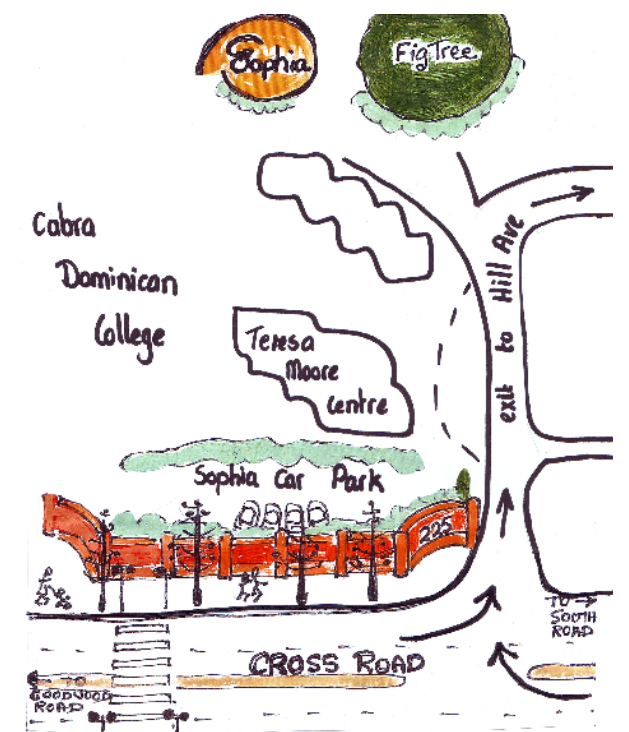 Sophia
Fig Tree
Cabra
Dominican
College
exit to Hill Ave
Teresa
Moore
Centre
Sophia Car Park
225
TO →
SOUTH
ROAD
CROSS ROAD
← TO
GOODWOOD
ROAD